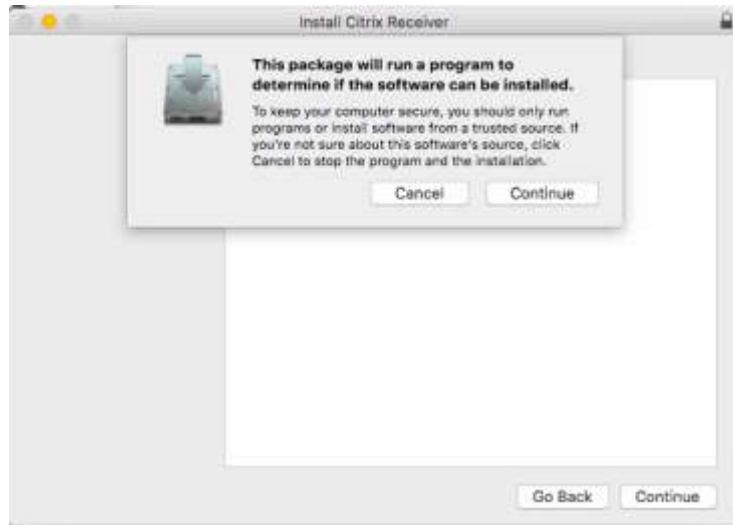 Install Citrix Receiver
This package will run a program to
determine if the software can be installed.
To keep your computer secure, you should only run
programs or install software from a trusted source. If
you're not sure about this software's source, click
Cancel to stop the program and the installation.
Cancel
Continue
Go Back
Continue